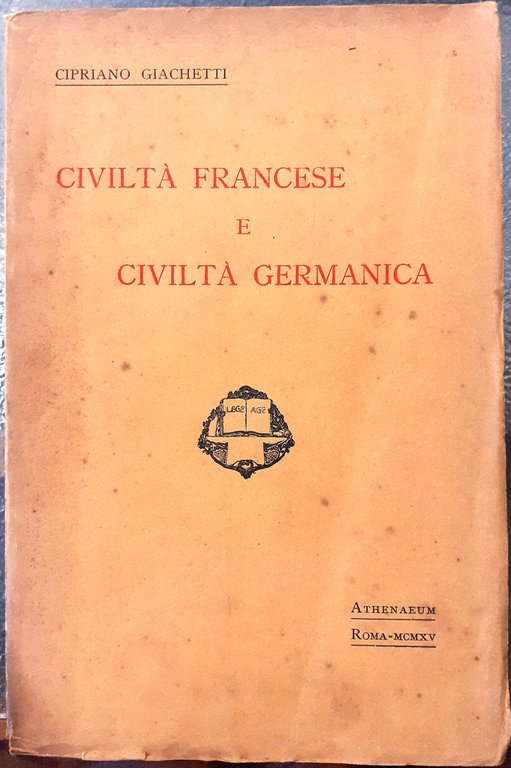 CIPRIANO GIACHETTI
CIVILTÀ FRANCESE
E
CIVILTÀ GERMANICA
LEGE AGE
ATHENAEUM
ROMA-MCMXV